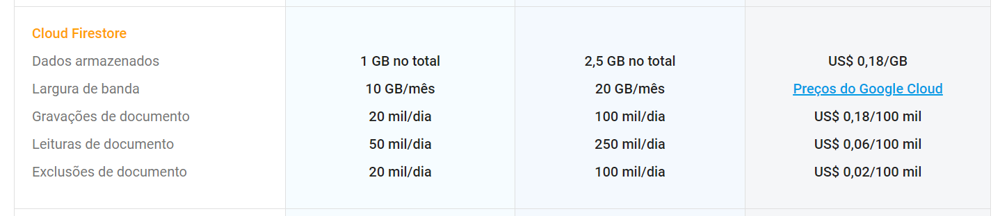 Cloud Firestore
Dados armazenados 1 GB no total 2,5 GB no total US$ 0,18/GB
Largura de banda 10 GB/mês 20 GB/mês Preços do Google Cloud
Gravações de documento 20 mil/dia 100 mil/dia US$ 0,18/100 mil
Leituras de documento 50 mil/dia 250 mil/dia US$ 0,06/100 mil
Exclusões de documento 20 mil/dia 100 mil/dia US$ 0,02/100 mil